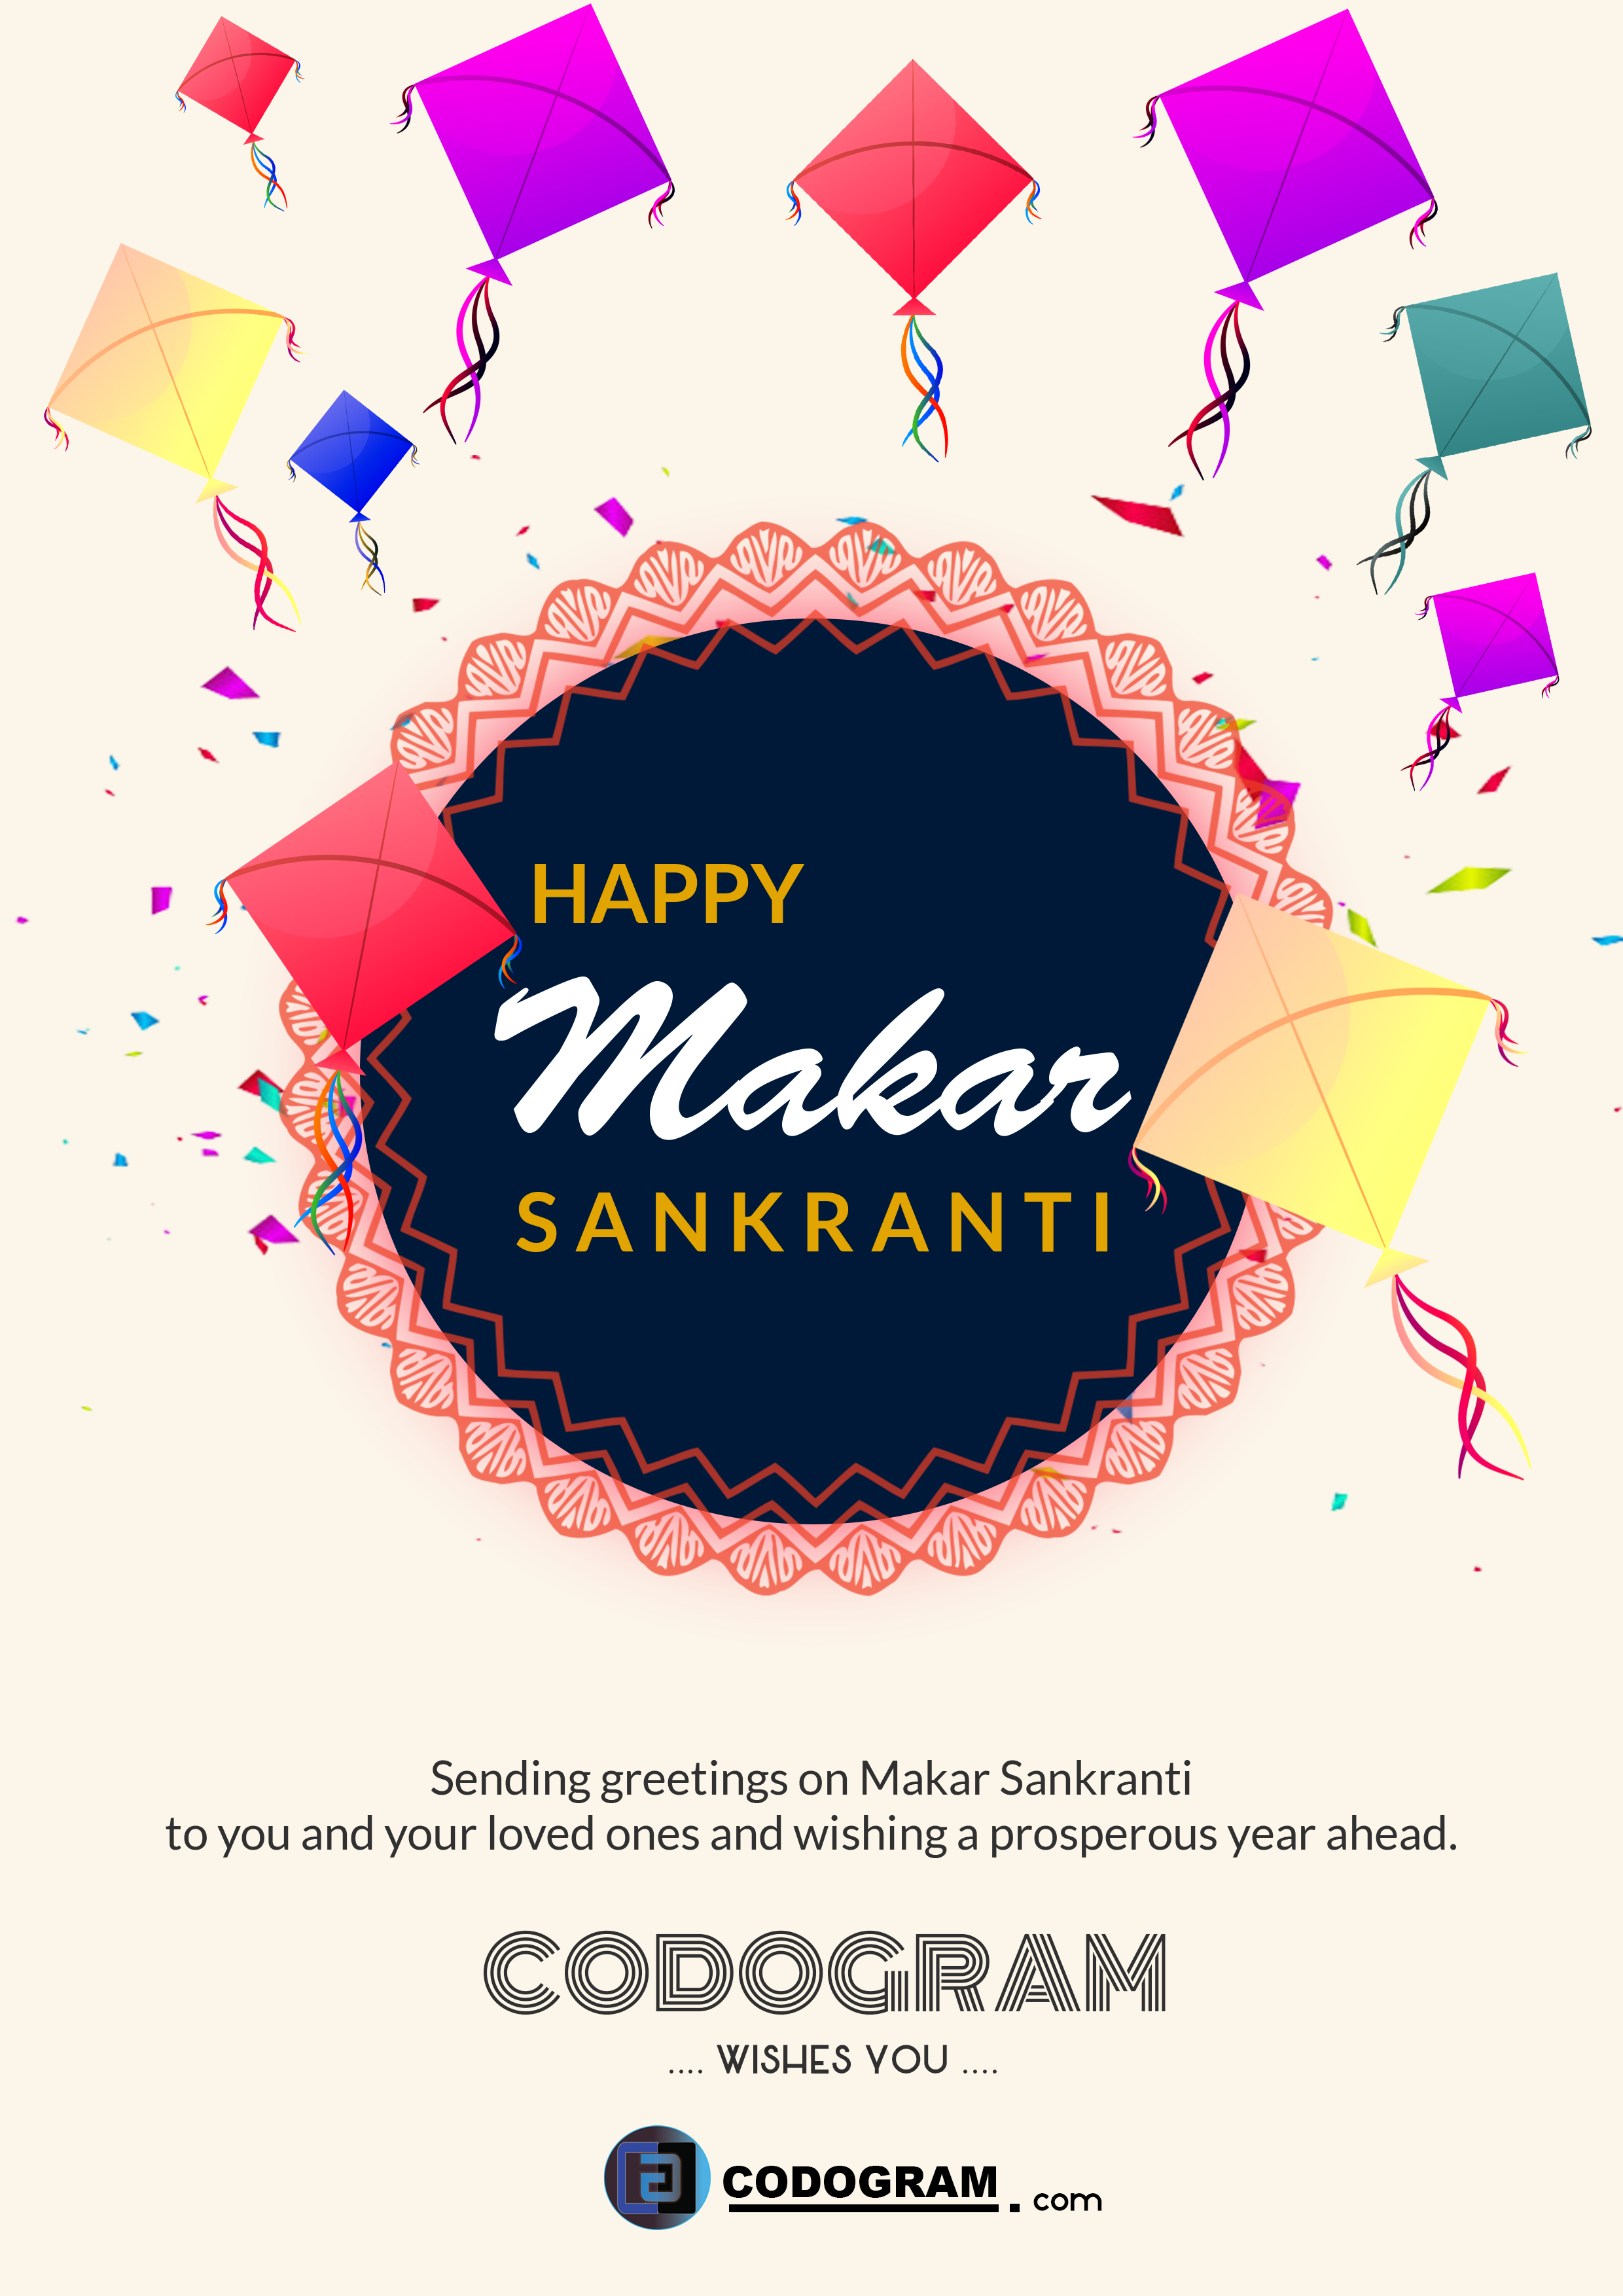 HAPPY
Makar
SANKRANTI
Sending greetings on Makar Sankranti
to you and your loved ones and wishing a prosperous year ahead.
CODOGRAM
.... WISHES YOU ....
CODOGRAM.com